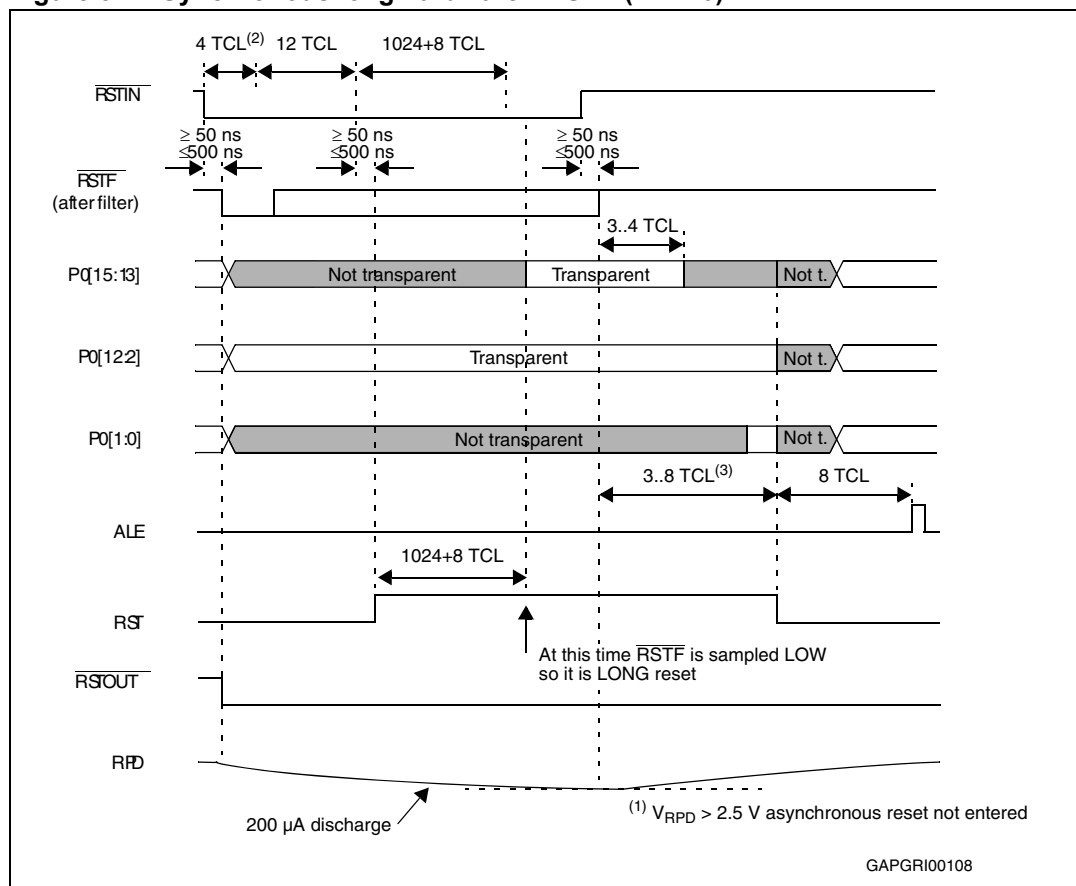 4 TCL(2) 12 TCL 1024+8 TCL
RSTIN
≥ 50 ns ≥ 50 ns ≥ 50 ns
≤500 ns ≤500 ns ≤500 ns
RSTF
(after filter)
3..4 TCL
P0[15:13] Not transparent Transparent Not t.
P0[12:2] Transparent Not t.
P0[1:0] Not transparent Not t.
3..8 TCL(3) 8 TCL
ALE
1024+8 TCL
RST
At this time RSTF is sampled LOW
so it is LONG reset
RSTOUT
RPD
200 µA discharge
(1) VRPD > 2.5 V asynchronous reset not entered
GAPGRI00108